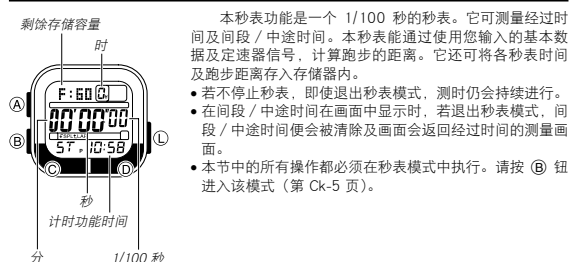 剩馀存储容量
时
F:60 0H
A
00'00"00
B
L
SPL LAP
ST P 10:58
C
D
秒
计时功能时间
分
1/100 秒
本秒表功能是一个 1/100 秒的秒表。它可测量经过时
间及间段 / 中途时间。本秒表能通过使用您输入的基本数
据及定速器信号，计算跑步的距离。它还可将各秒表时间
及跑步距离存入存储器内。
• 若不停止秒表，即使退出秒表模式，测时仍会持续进行。
• 在间段 / 中途时间在画面中显示时，若退出秒表模式，间
段 / 中途时间便会被清除及画面会返回经过时间的测量画
面。
• 本节中的所有操作都必须在秒表模式中执行。请按 B 钮
进入该模式（第 Ck-5 页）。